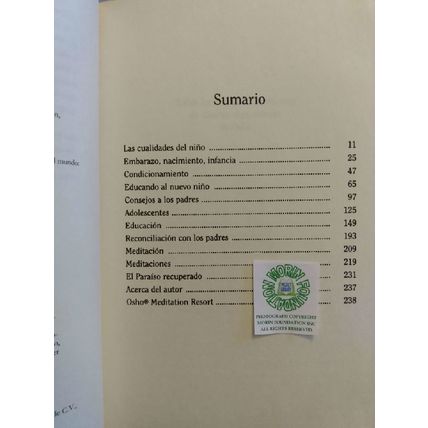 mundo:
de C.V.,
Sumario
Las cualidades del niño 11
Embarazo, nacimiento, infancia 25
Condicionamiento 47
Educando al nuevo niño 65
Consejos a los padres 97
Adolescentes 125
Educación 149
Reconciliación con los padres 193
Meditación 209
Meditaciones 219
El Paraíso recuperado 231
Acerca del autor 237
Osho® Meditation Resort 238
MORIN FOUNDATION
PHOTOGRAPH COPYRIGHT
MORIN FOUNDATION INC
ALL RIGHTS RESERVED.